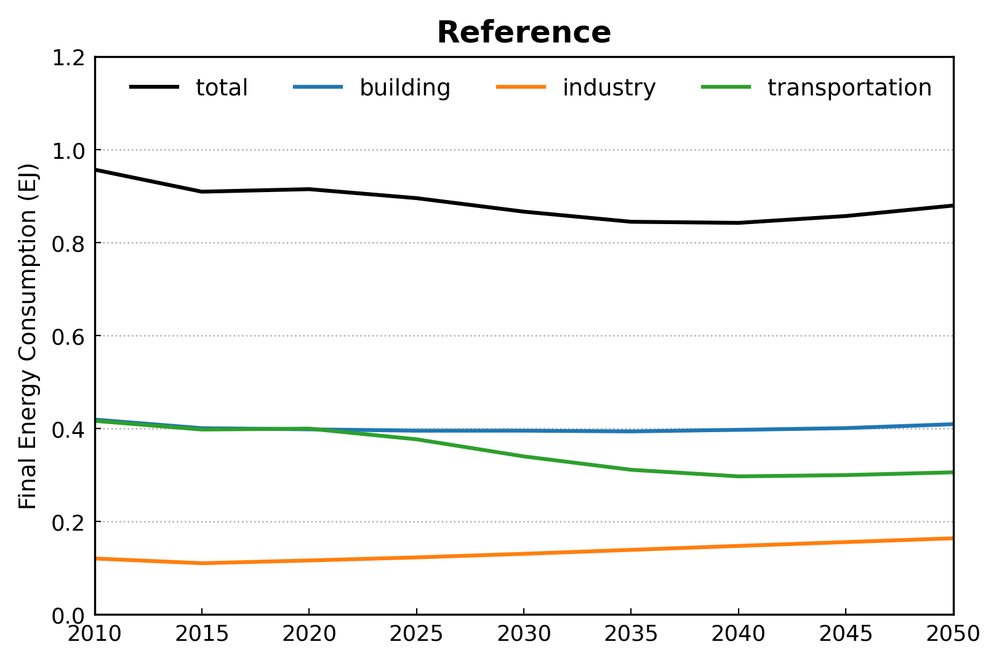 Reference
total building industry transportation
Final Energy Consumption (EJ)
1.2
1.0
0.8
0.6
0.4
0.2
0.0
2010 2015 2020 2025 2030 2035 2040 2045 2050